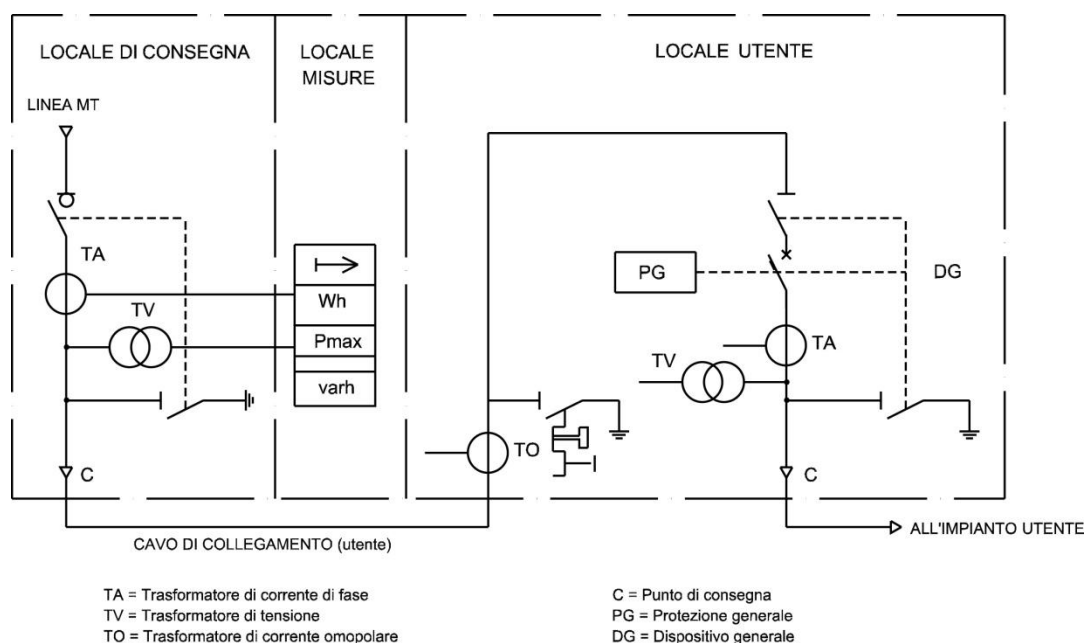 LOCALE DI CONSEGNA
LOCALE
MISURE
LOCALE UTENTE
LINEA MT
TA
TV
Wh
Pmax
varh
C
PG
DG
TA
TV
TO
C
CAVO DI COLLEGAMENTO (utente)
ALL'IMPIANTO UTENTE
TA = Trasformatore di corrente di fase
TV = Trasformatore di tensione
TO = Trasformatore di corrente omopolare
C = Punto di consegna
PG = Protezione generale
DG = Dispositivo generale